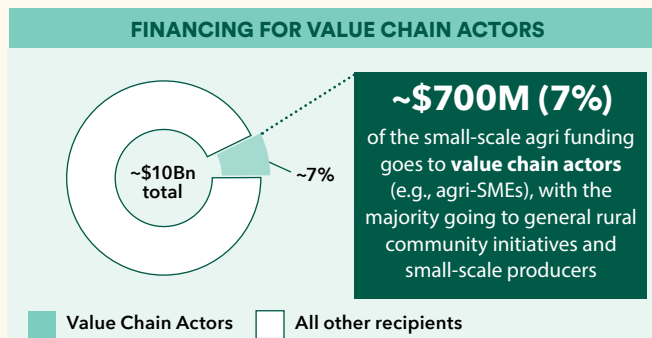 FINANCING FOR VALUE CHAIN ACTORS
~$10Bn
total
~7%
~$700M (7%)
of the small-scale agri funding
goes to value chain actors
(e.g., agri-SMEs), with the
majority going to general rural
community initiatives and
small-scale producers
Value Chain Actors
All other recipients